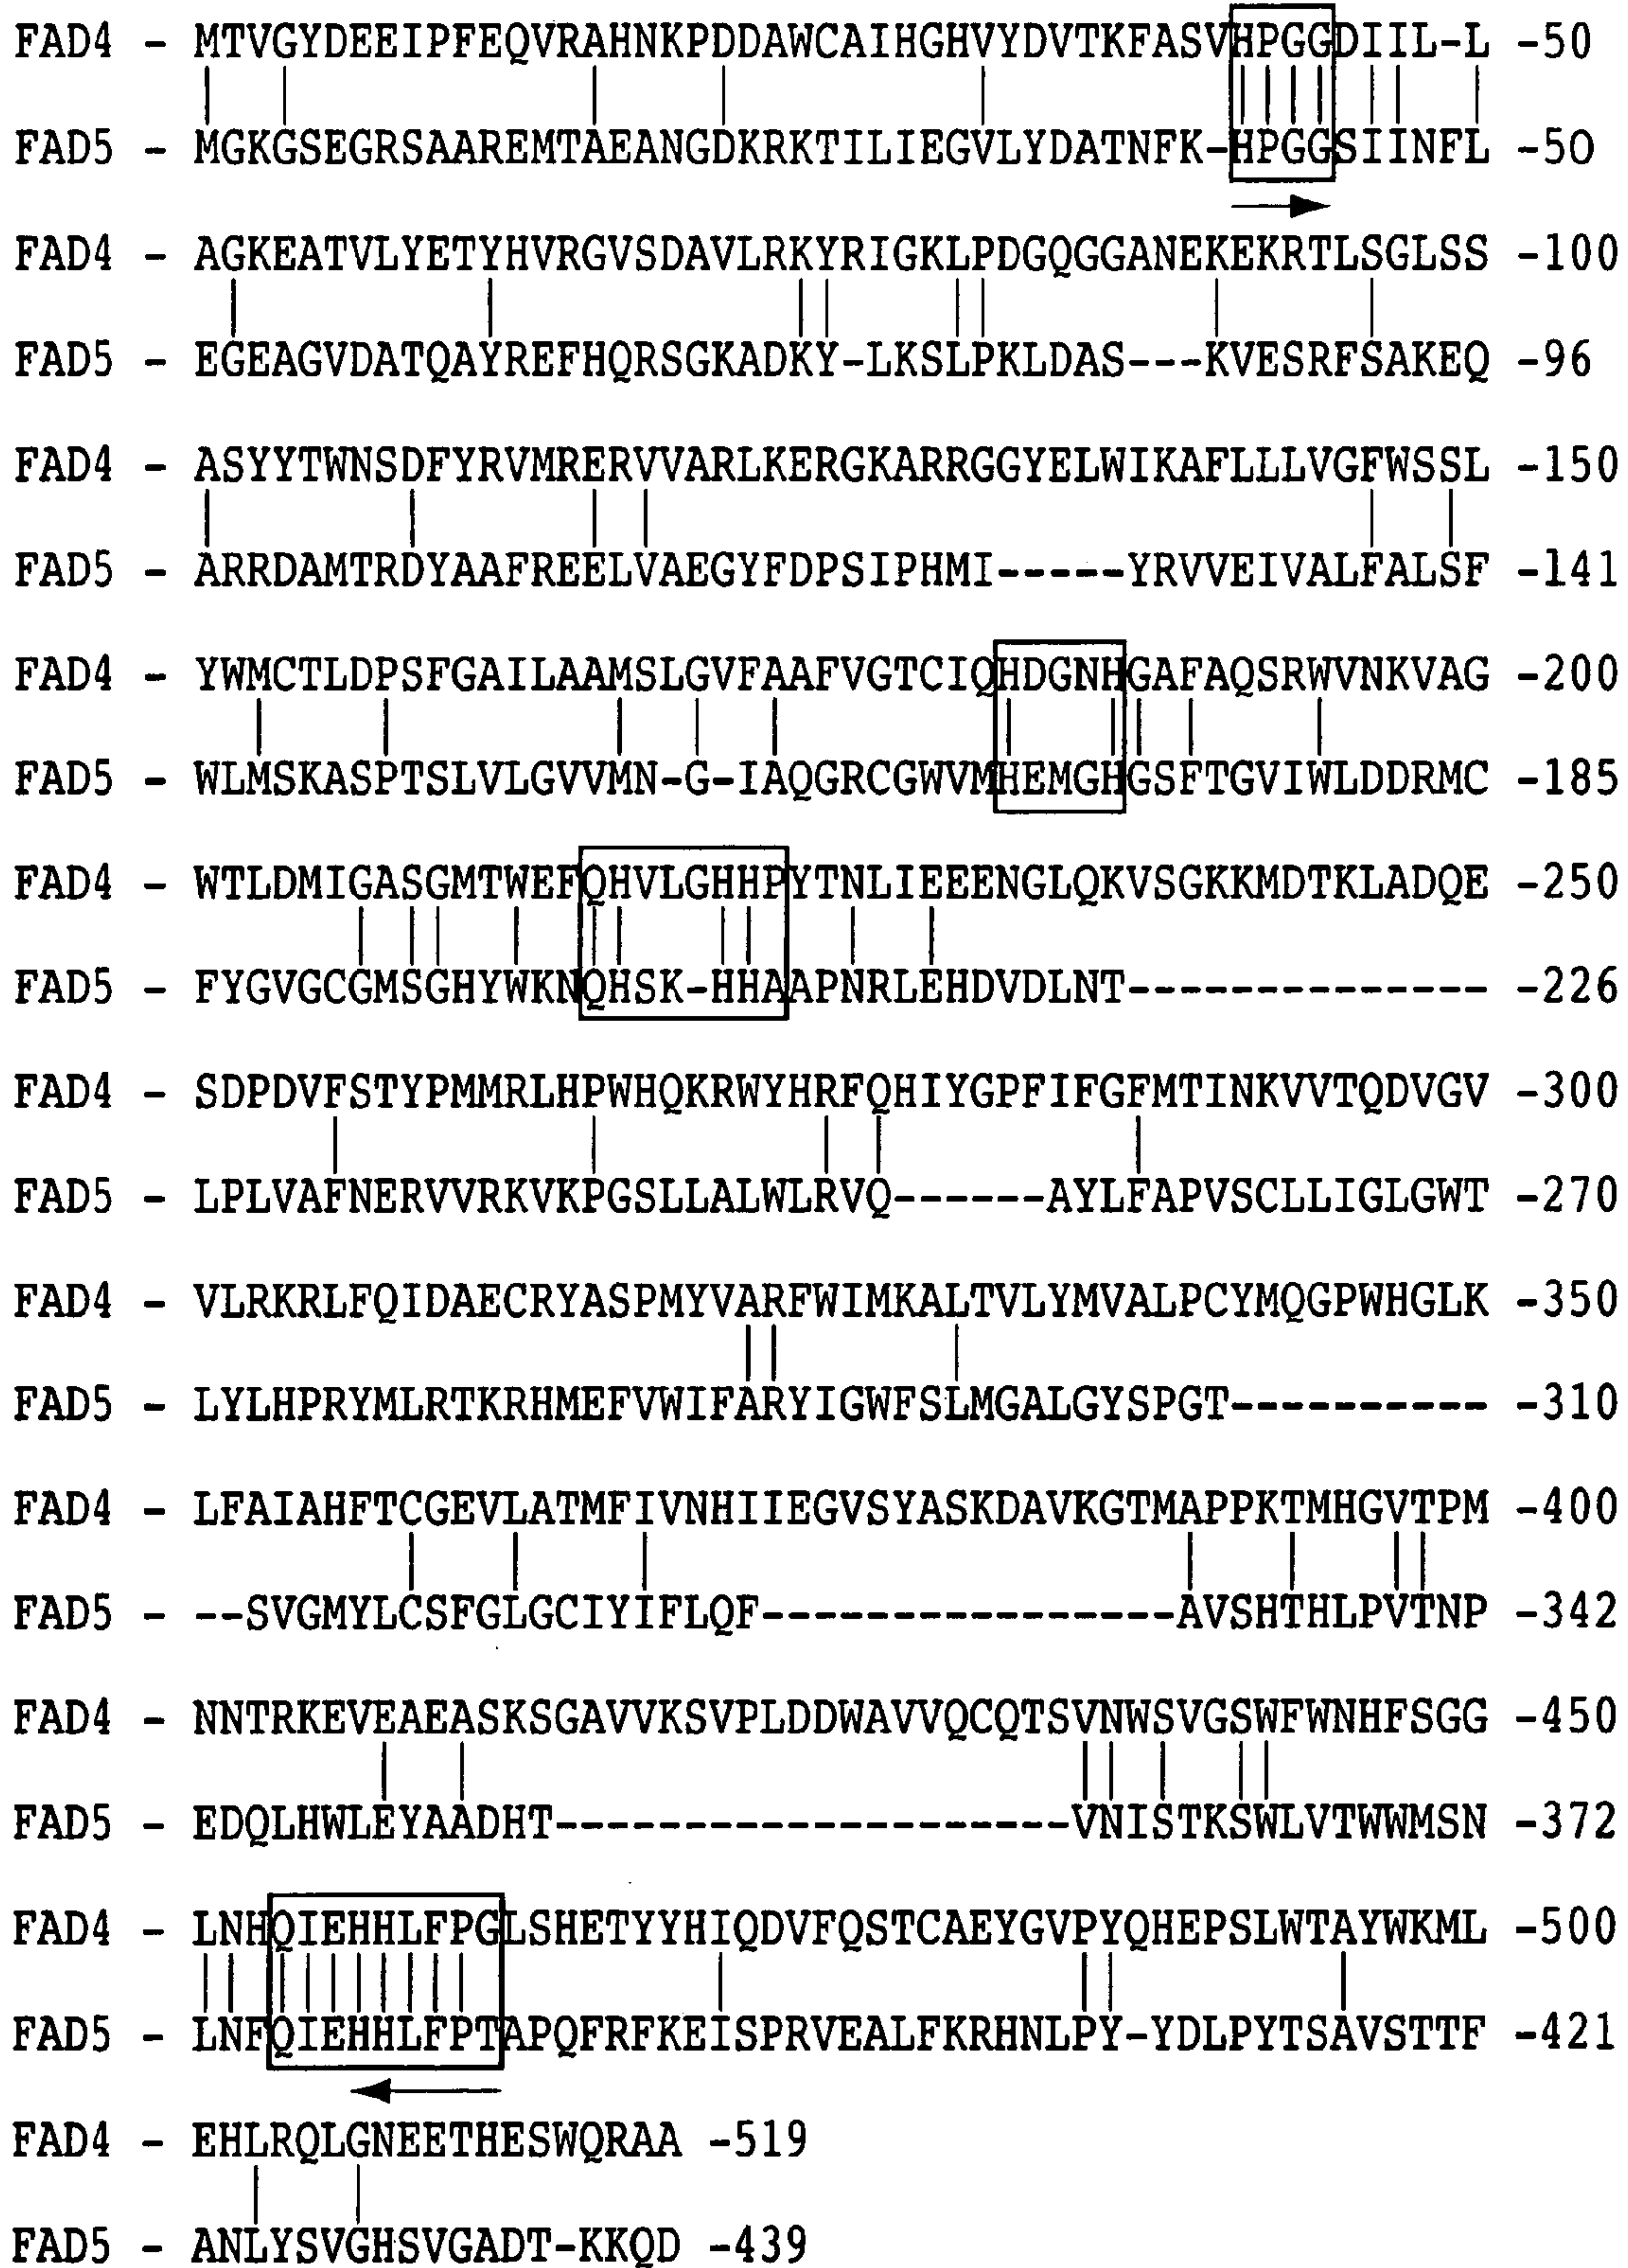 FAD4 - MTVGYDEEIPFEQVRAHNKPDDAWCAIHGHVYDVTKFASVHPGGDIIL-L -50
FAD5 - MGKGSEGRSAAREMTAEANGDKRKTILIEGVLYDATNFK-HPGGSIINFL -50
FAD4 - AGKEATVLYETYHVRGVSDAVLRKYRIGKLPDGQGGANEKEKRTLSGLSS -100
FAD5 - EGEAGVDATQAYREFHQRSGKADKY-LKSLPKLDAS---KVESRFSAKEQ -96
FAD4 - ASYYTWNSDFYRVMRERVVARLKERGKARRGGYELWIKAFLLLVGFWSSL -150
FAD5 - ARRDAMTRDYAAFREELVAEGYFDPSIPHMI-----YRVVEIVALFALSF -141
FAD4 - YWMCTLDPSFGAILAAMSLGVFAAFVGTCIQHDGNHGAFAQSRWVNKVAG -200
FAD5 - WLMSKASPTSLVLGVVMN-G-IAQGRCGWVMHEMGHGSFTGVIWLDDRMC -185
FAD4 - WTLDMIGASGMTWEFQHVLGHHPYTNLIEEENGLQKVSGKKMDTKLADQE -250
FAD5 - FYGVGCGMSGHYWKNQHSK-HHAAPNRLEHDVDLNT-------------- -226
FAD4 - SDPDVFSTYPMMRLHPWHQKRWYHRFQHIYGPFIFGFMTINKVVTQDVGV -300
FAD5 - LPLVAFNERVVRKVKPGSLLALWLRVQ------AYLFAPVSCLLIGLGWT -270
FAD4 - VLRKRLFQIDAECRYASPMYVARFWIMKALTVLYMVALPCYMQGPWHGLK -350
FAD5 - LYLHPRYMLRTKRHMEFVWIFARYIGWFSLMGALGYSPGT---------- -310
FAD4 - LFAIAHFTCGEVLATMFIVNHIIEGVSYASKDAVKGTMAPPKTMHGVTPM -400
FAD5 - --SVGMYLCSFGLGCIYIFLQF----------------AVSHTHLPVTNP -342
FAD4 - NNTRKEVEAEASKSGAVVKSVPLDDWAVVQCQTSVNWSVGSWFWNHFSGG -450
FAD5 - EDQLHWLEYAADHT--------------------VNISTKSWLVTWWMSN -372
FAD4 - LNHQIEHHLFPGLSHETYYHIQDVFQSTCAEYGVPYQHEPSLWTAYWKML -500
FAD5 - LNFQIEHHLFPTAPQFRFKEISPRVEALFKRHNLPY-YDLPYTSAVSTTF -421
FAD4 - EHLRQLGNEETHESWQRAA -519
FAD5 - ANLYSVGHSVGADT-KKQD -439